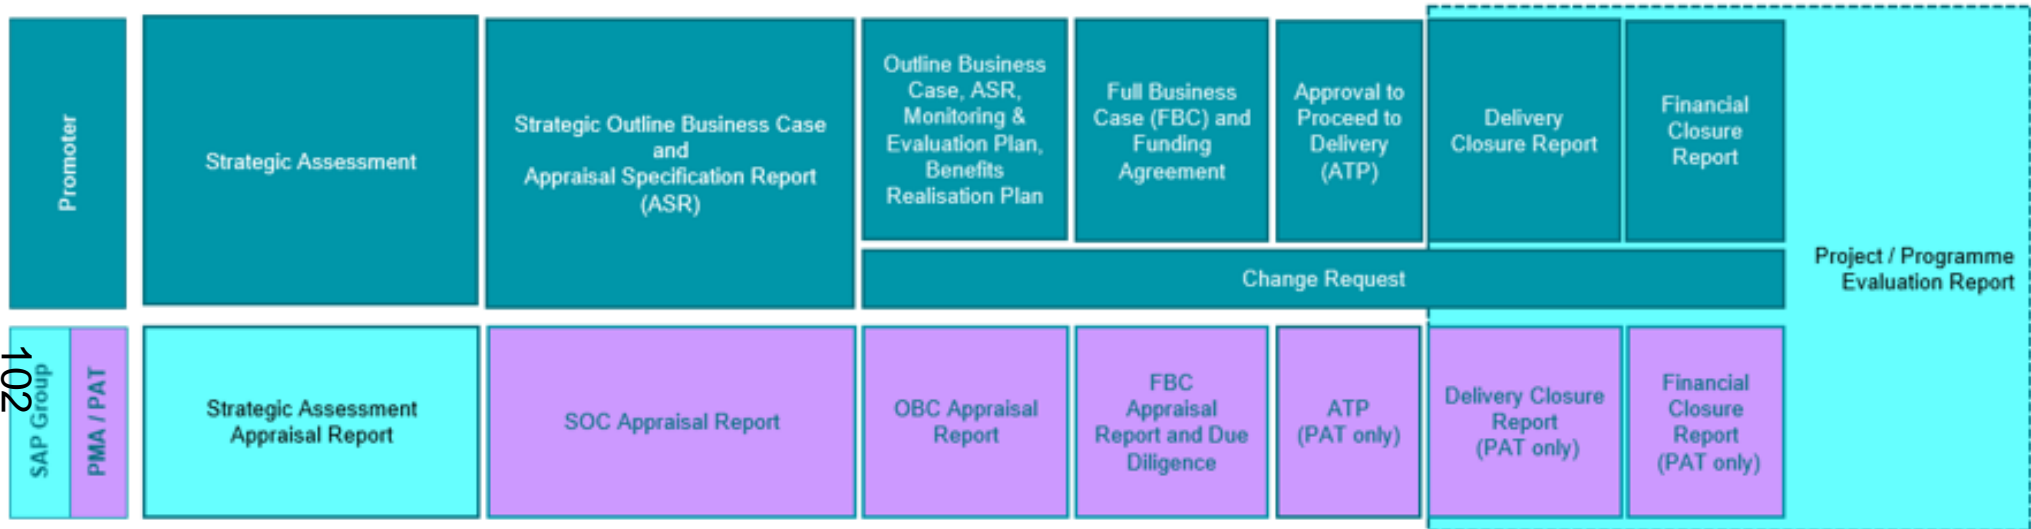 Promoter
Strategic Assessment
Strategic Outline Business Case
and
Appraisal Specification Report
(ASR)
Outline Business
Case, ASR,
Monitoring &
Evaluation Plan,
Benefits
Realisation Plan
Full Business
Case (FBC) and
Funding
Agreement
Approval to
Proceed to
Delivery
(ATP)
Delivery
Closure Report
Financial
Closure
Report
Change Request
Project / Programme
Evaluation Report
102
SAP Group
PMA / PAT
Strategic Assessment
Appraisal Report
SOC Appraisal Report
OBC Appraisal
Report
FBC
Appraisal
Report and Due
Diligence
ATP
(PAT only)
Delivery Closure
Report
(PAT only)
Financial
Closure
Report
(PAT only)